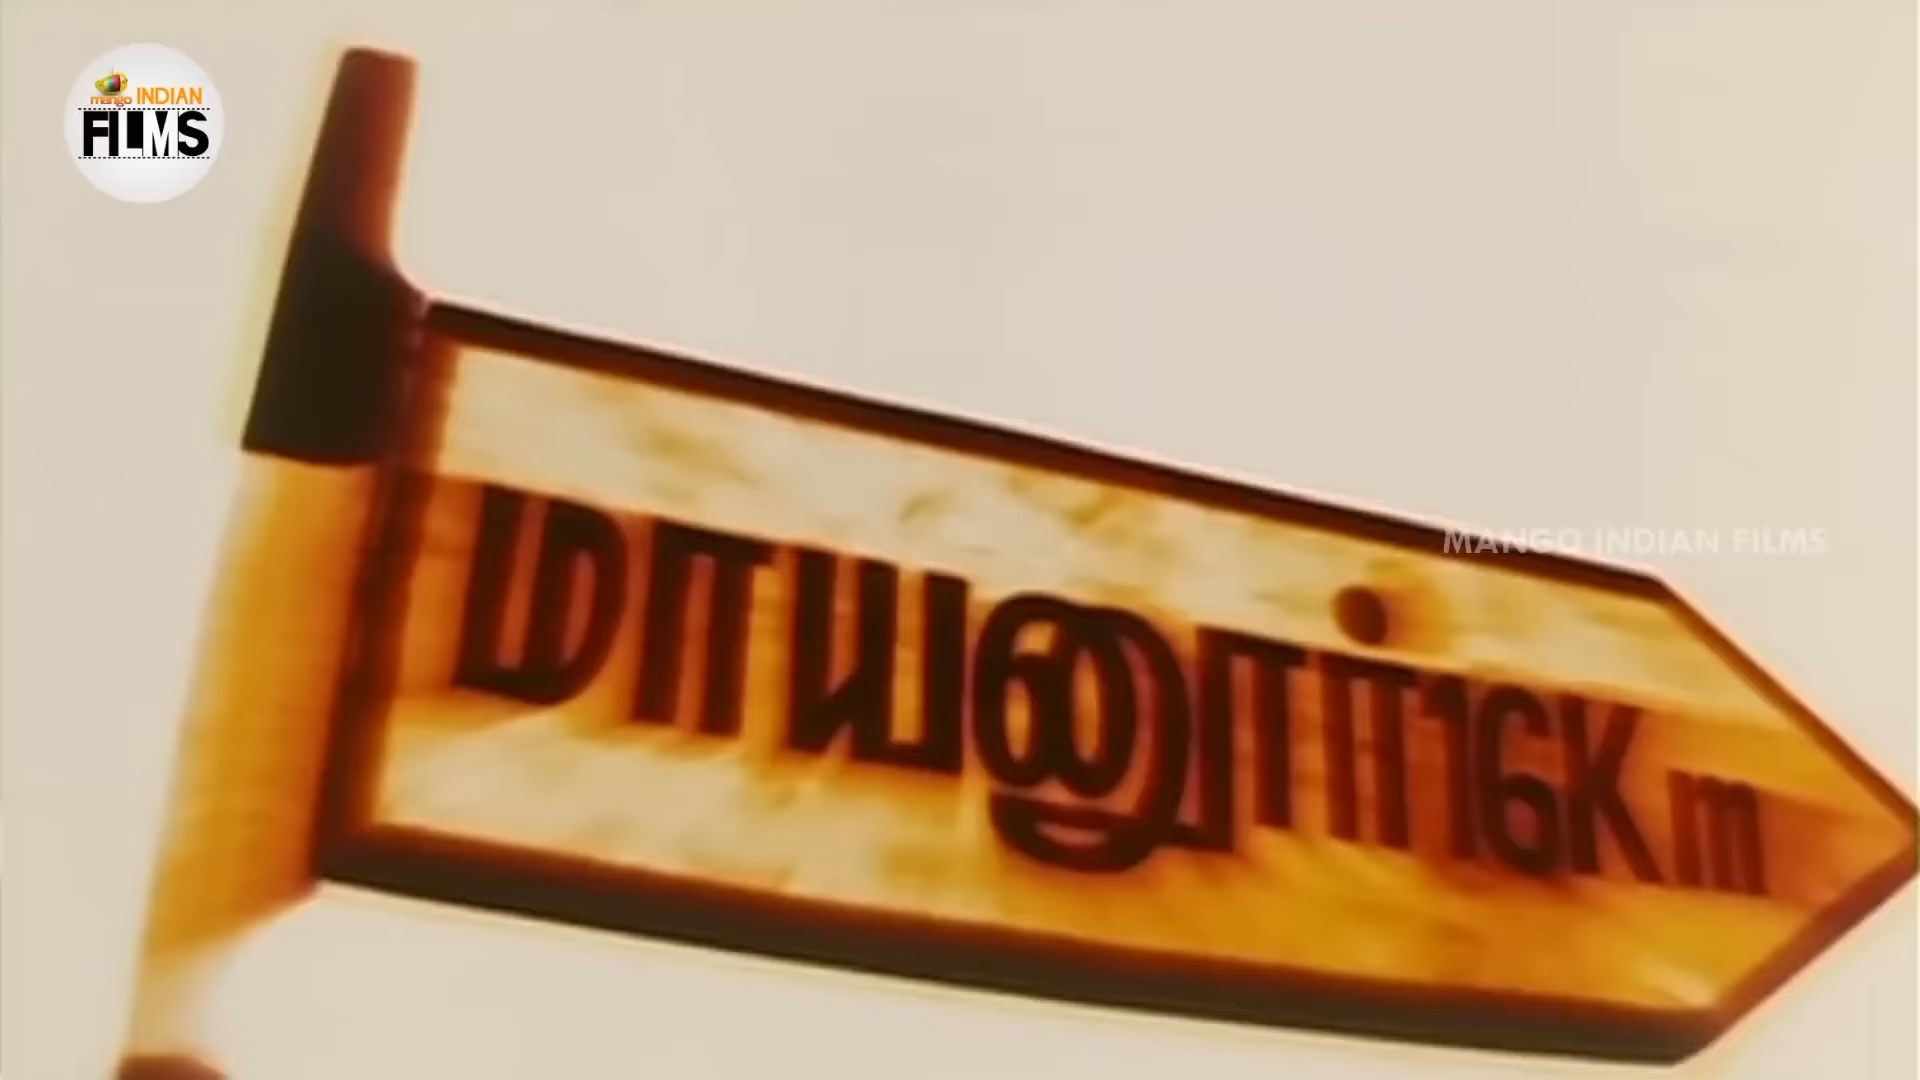 mango INDIAN
FILMS
MANGO INDIAN FILMS
மாயனூர் 16Km